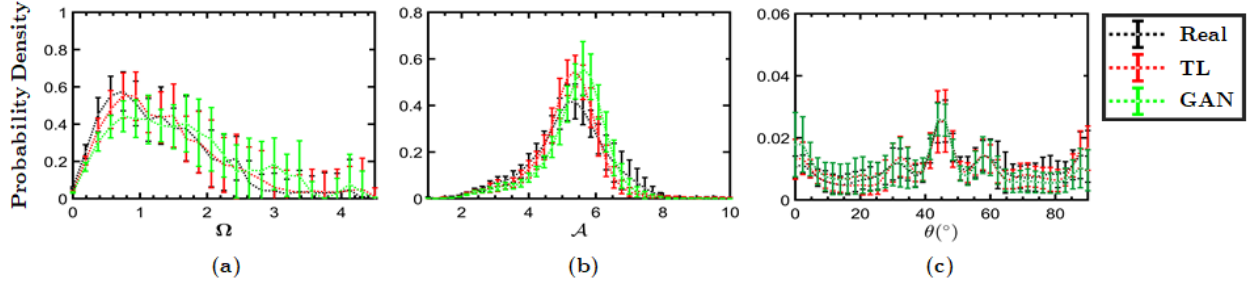 Probability Density
1
0.8
0.6
0.4
0.2
0
0 1 2 3 4
Ω
(a)
0.8
0.6
0.4
0.2
0
2 4 6 8 10
𝒜
(b)
0.06
0.04
0.02
0
0 20 40 60 80
θ(°)
(c)
Real
TL
GAN